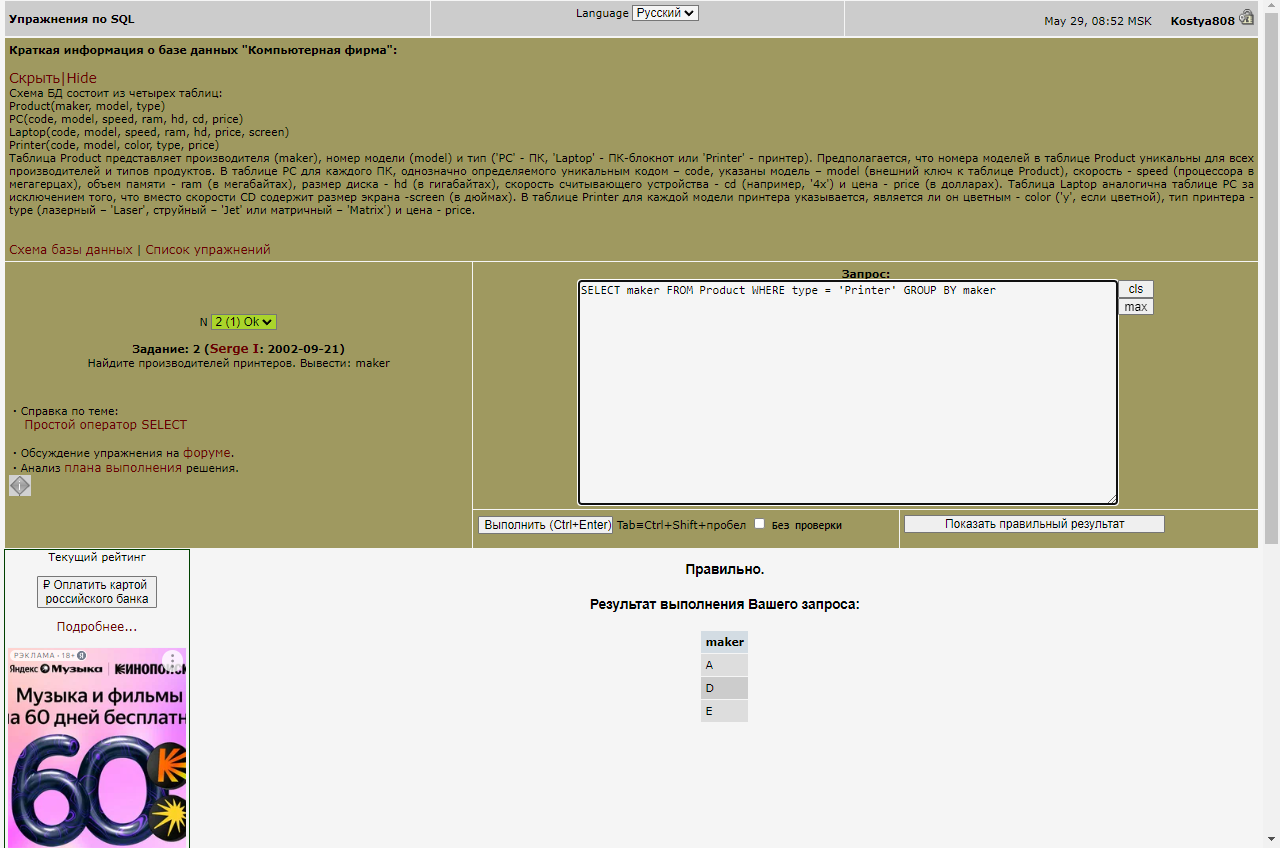 Упражнения по SQL
Language Русский
May 29, 08:52 MSK Kostya808
Краткая информация о базе данных "Компьютерная фирма":
Скрыть|Hide
Схема БД состоит из четырех таблиц:
Product(maker, model, type)
PC(code, model, speed, ram, hd, cd, price)
Laptop(code, model, speed, ram, hd, price, screen)
Printer(code, model, color, type, price)
Таблица Product представляет производителя (maker), номер модели (model) и тип ('PC' - ПК, 'Laptop' - ПК-блокнот или 'Printer' - принтер). Предполагается, что номера моделей в таблице Product уникальны для всех
производителей и типов продуктов. В таблице PC для каждого ПК, однозначно определяемого уникальным кодом – code, указаны модель – model (внешний ключ к таблице Product), скорость - speed (процессора в
мегагерцах), объем памяти - ram (в мегабайтах), размер диска - hd (в гигабайтах), скорость считывающего устройства - cd (например, '4x') и цена - price (в долларах). Таблица Laptop аналогична таблице РС за
исключением того, что вместо скорости CD содержит размер экрана -screen (в дюймах). В таблице Printer для каждой модели принтера указывается, является ли он цветным - color ('y', если цветной), тип принтера -
type (лазерный – 'Laser', струйный – 'Jet' или матричный – 'Matrix') и цена - price.
Схема базы данных | Список упражнений
N 2 (1) Ok
Задание: 2 (Serge I: 2002-09-21)
Найдите производителей принтеров. Вывести: maker
· Справка по теме:
Простой оператор SELECT
· Обсуждение упражнения на форуме.
· Анализ плана выполнения решения.
Запрос:
SELECT maker FROM Product WHERE type = 'Printer' GROUP BY maker
cls
max
Выполнить (Ctrl+Enter) Tab≡Ctrl+Shift+пробел Без проверки
Показать правильный результат
Текущий рейтинг
₽ Оплатить картой
российского банка
Подробнее...
РЭКЛАМА • 18+ Я
Яндекс Музыка КИНОПОИСК
Музыка и фильмы
а 60 дней бесплатн
60
Правильно.
Результат выполнения Вашего запроса:
maker
A
D
E